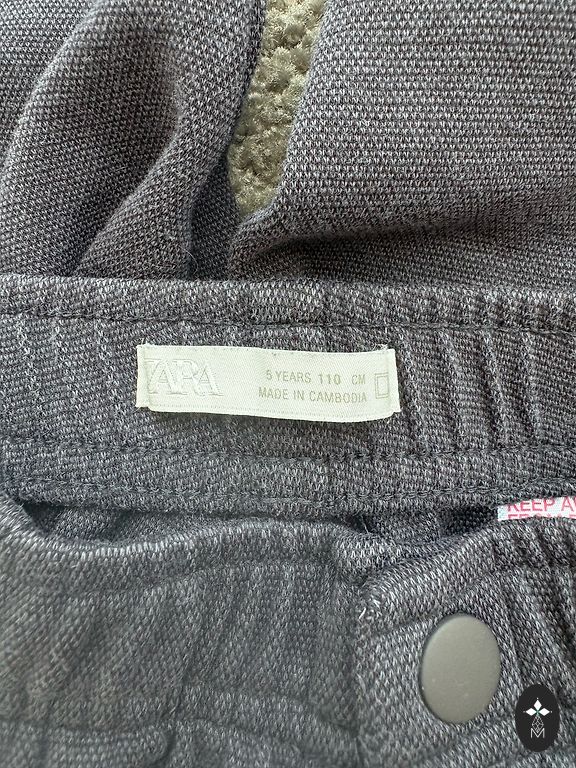 ZARA
5 YEARS 110 CM
MADE IN CAMBODIA
KEEP